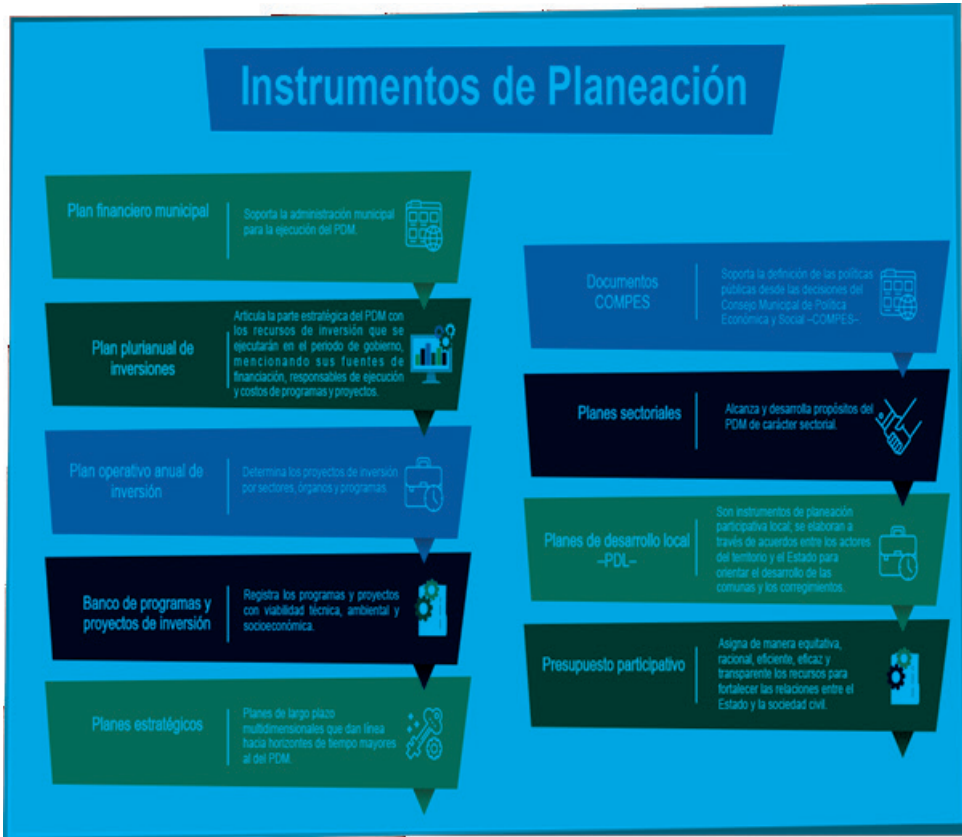 Instrumentos de Planeación
Plan financiero municipal
Soporta la administración municipal
para la ejecución del PDM.
Plan plurianual de
inversiones
Articula la parte estratégica del PDM con
los recursos de inversión que se
ejecutarán en el periodo de gobierno,
mencionando sus fuentes de
financiación, responsables de ejecución
y costos de programas y proyectos.
Plan operativo anual de
inversión
Determina los proyectos de inversión
por sectores, órganos y programas.
Banco de programas y
proyectos de inversión
Registra los programas y proyectos
con viabilidad técnica, ambiental y
socioeconómica.
Planes estratégicos
Planes de largo plazo
multidimensionales que dan línea
hacia horizontes de tiempo mayores
al del PDM.
Documentos
COMPES
Soporta la definición de las políticas
públicas desde las decisiones del
Consejo Municipal de Política
Económica y Social –COMPES–.
Planes sectoriales
Alcanza y desarrolla propósitos del
PDM de carácter sectorial.
Planes de desarrollo local
–PDL–
Son instrumentos de planeación
participativa local; se elaboran a
través de acuerdos entre los actores
del territorio y el Estado para
orientar el desarrollo de las
comunas y los corregimientos.
Presupuesto participativo
Asigna de manera equitativa,
racional, eficiente, eficaz y
transparente los recursos para
fortalecer las relaciones entre el
Estado y la sociedad civil.